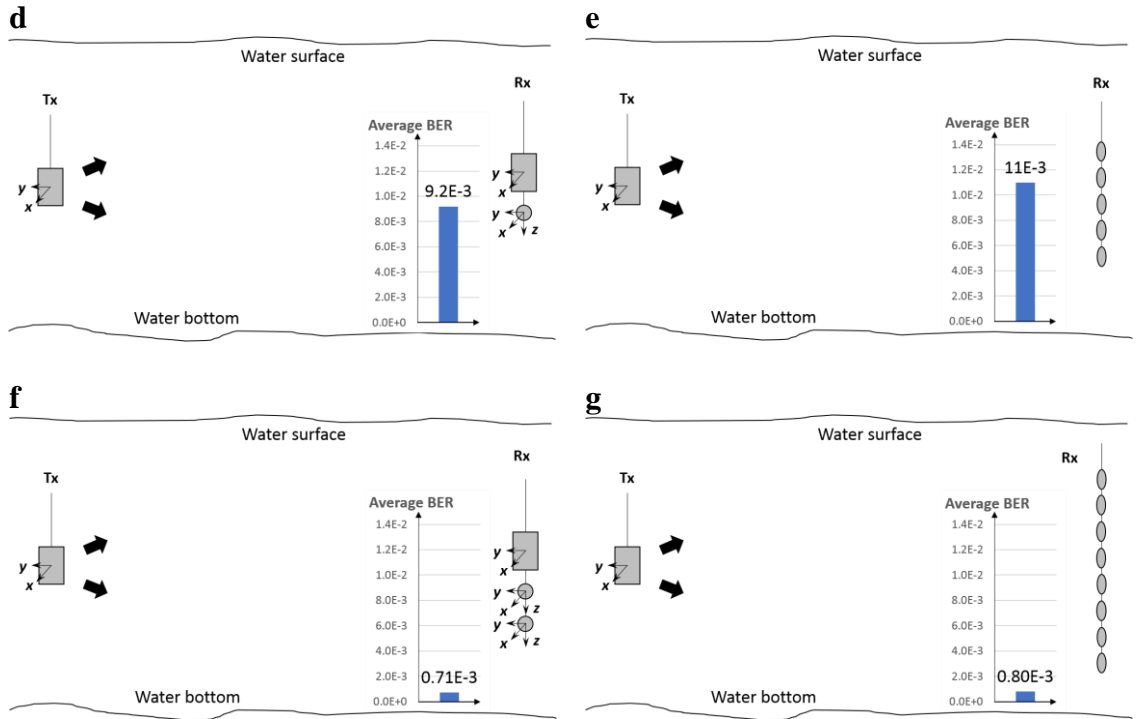 d
Water surface
Tx
Rx
Average BER
1.4E-2
1.2E-2
1.0E-2
8.0E-3
6.0E-3
4.0E-3
2.0E-3
0.0E+0
9.2E-3
y
x
y
x
y
x
z
Water bottom
e
Water surface
Tx
Rx
Average BER
1.4E-2
1.2E-2
1.0E-2
8.0E-3
6.0E-3
4.0E-3
2.0E-3
0.0E+0
11E-3
y
x
Water bottom
f
Water surface
Tx
Rx
Average BER
1.4E-2
1.2E-2
1.0E-2
8.0E-3
6.0E-3
4.0E-3
2.0E-3
0.0E+0
0.71E-3
y
x
y
x
y
x
z
y
x
z
Water bottom
g
Water surface
Tx
Rx
Average BER
1.4E-2
1.2E-2
1.0E-2
8.0E-3
6.0E-3
4.0E-3
2.0E-3
0.0E+0
0.80E-3
y
x
Water bottom